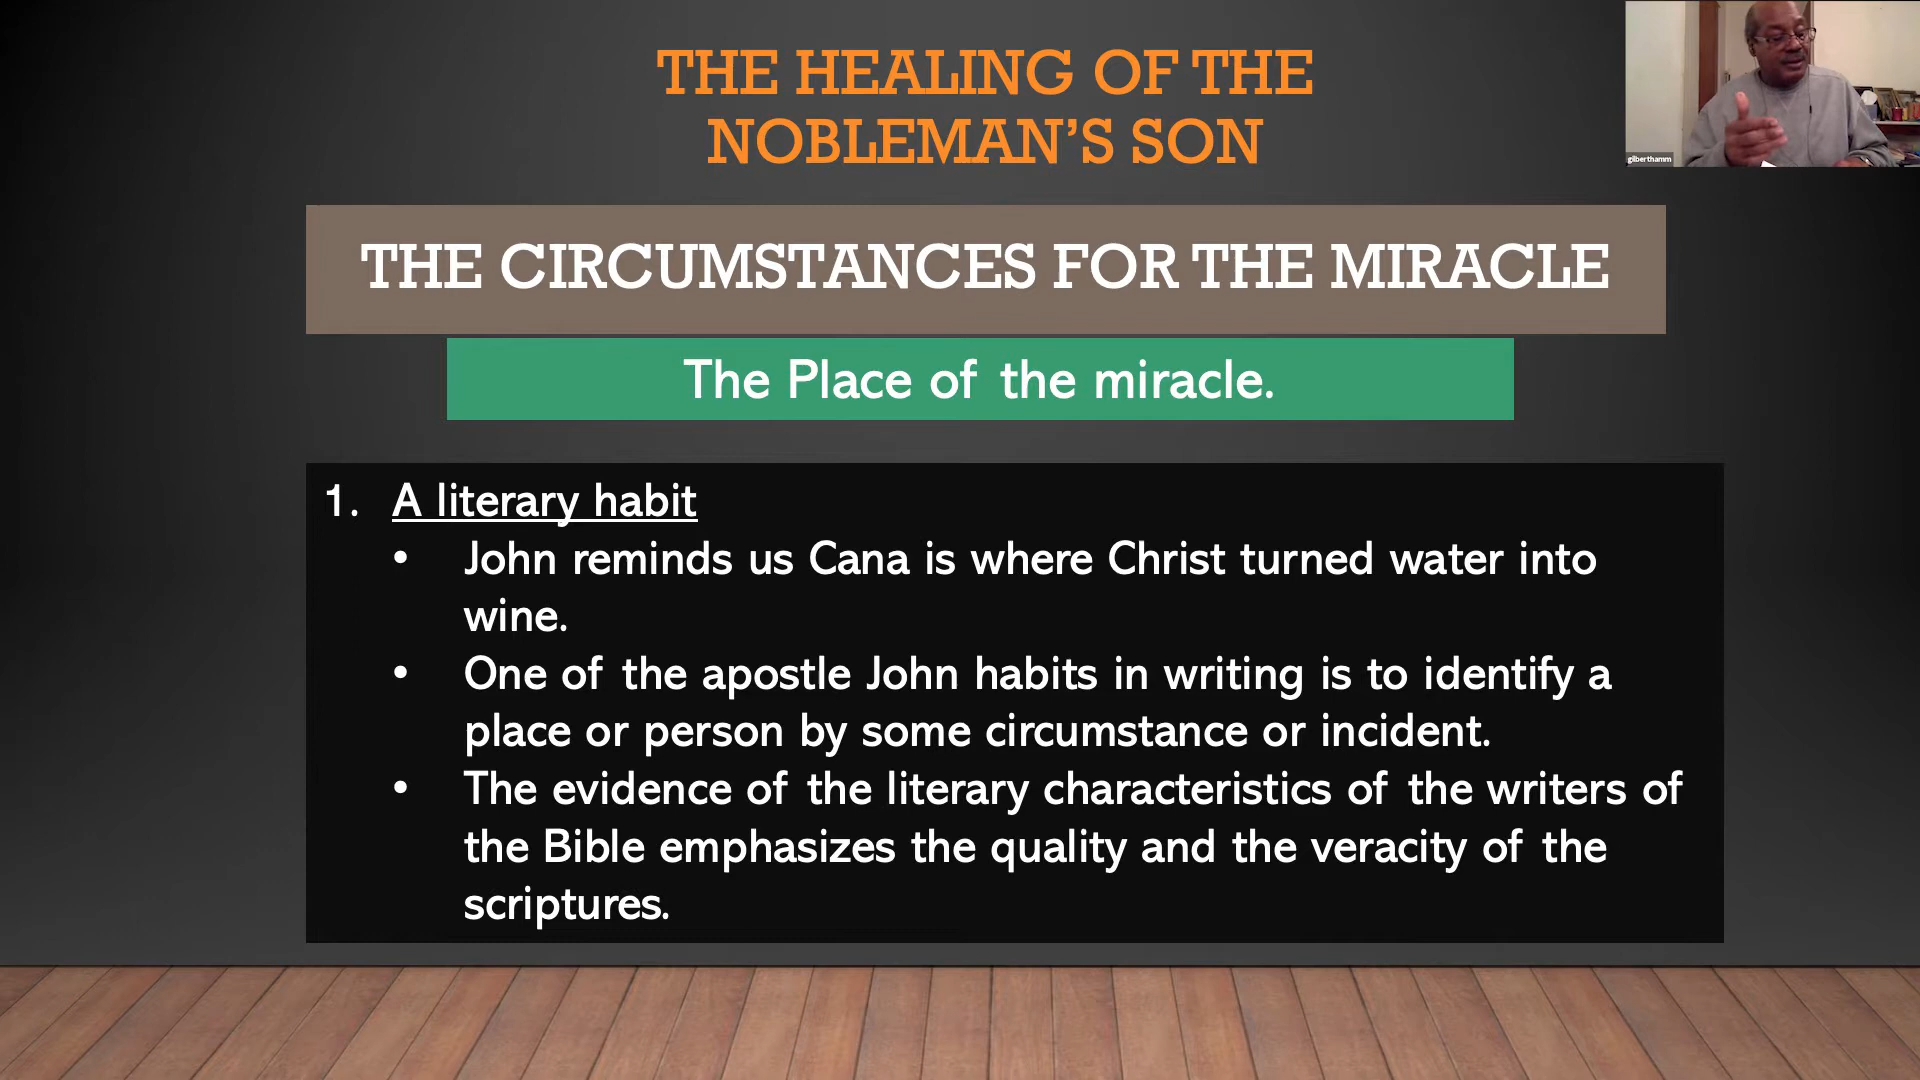 THE HEALING OF THE
NOBLEMAN'S SON
gilberthamm
THE CIRCUMSTANCES FOR THE MIRACLE
The Place of the miracle.
1. A literary habit
• John reminds us Cana is where Christ turned water into
wine.
• One of the apostle John habits in writing is to identify a
place or person by some circumstance or incident.
• The evidence of the literary characteristics of the writers of
the Bible emphasizes the quality and the veracity of the
scriptures.